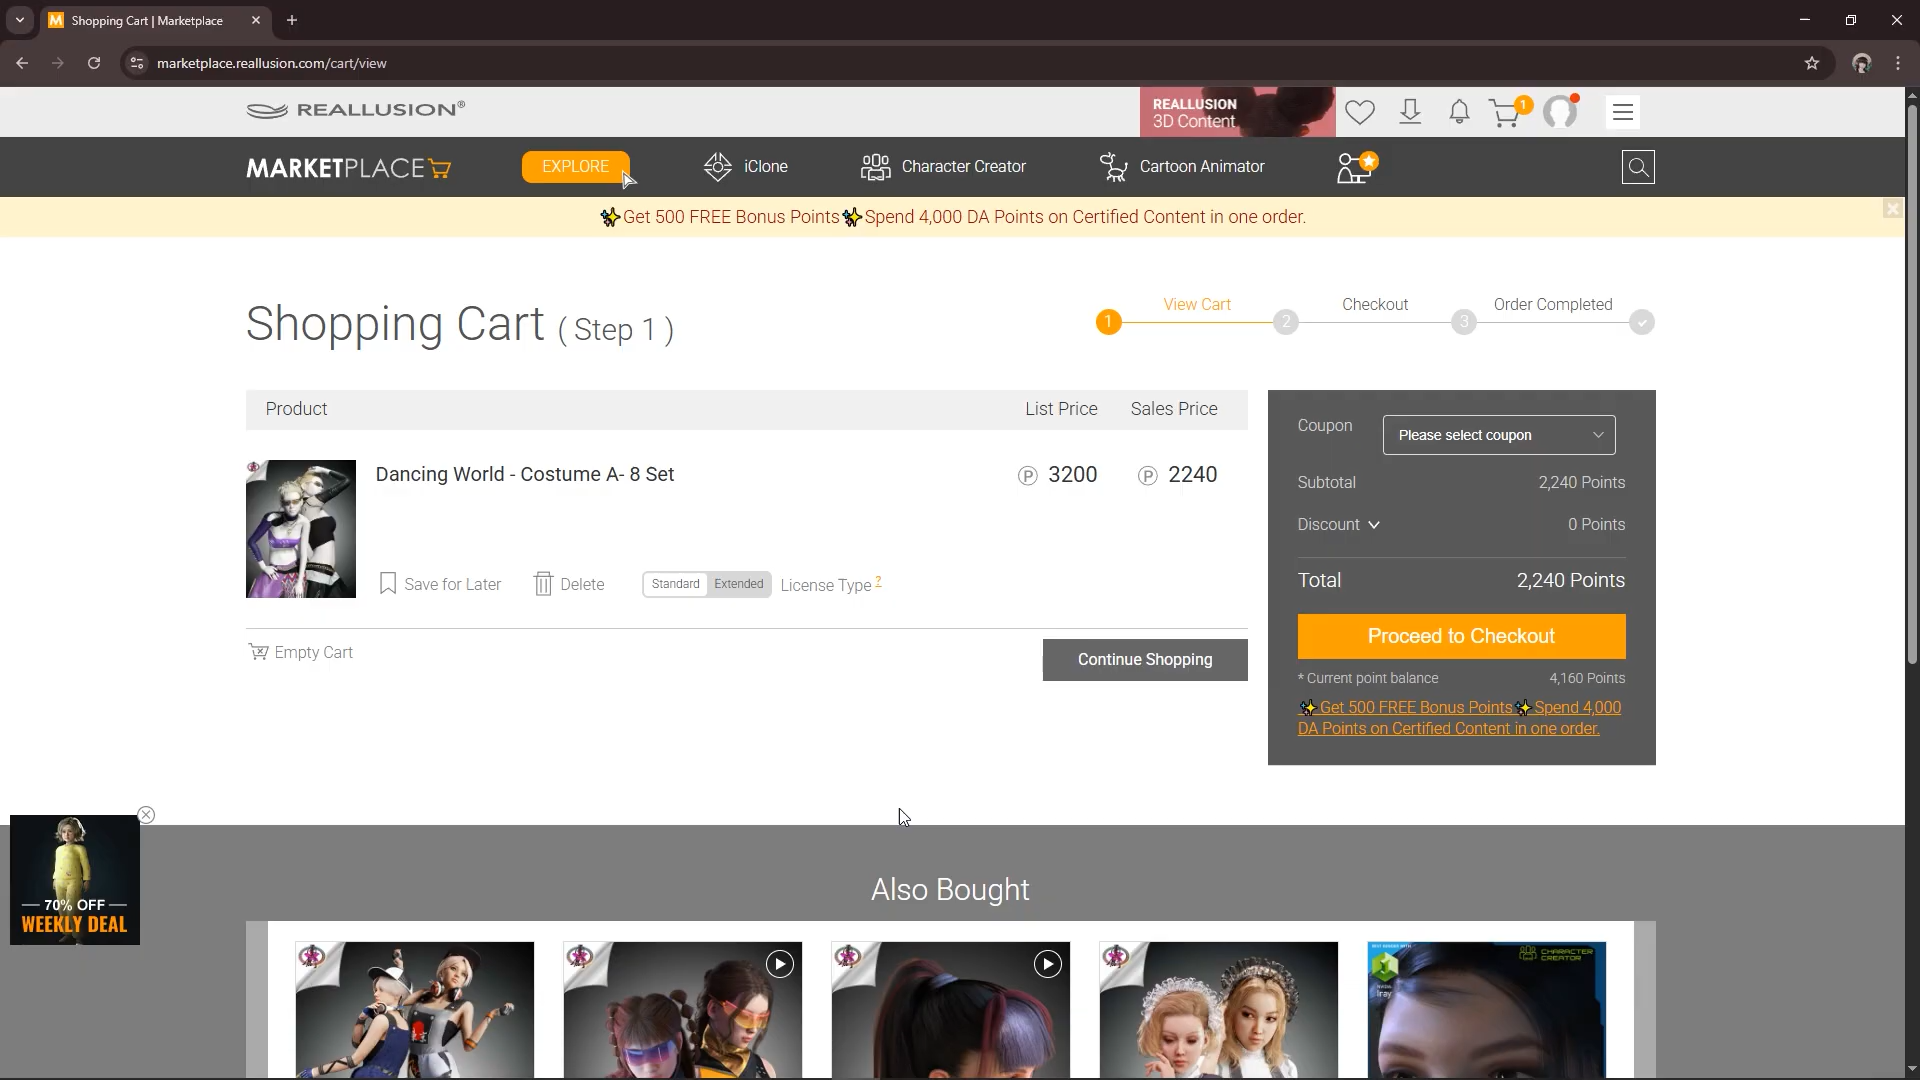 Shopping Cart | Marketplace
marketplace.reallusion.com/cart/view
REALLUSION®
REALLUSION
3D Content
1
MARKETPLACE
EXPLORE
iClone
Character Creator
Cartoon Animator
✨Get 500 FREE Bonus Points✨Spend 4,000 DA Points on Certified Content in one order.
Shopping Cart ( Step 1 )
View Cart
Checkout
Order Completed
1
2
3
Product
List Price
Sales Price
Dancing World - Costume A- 8 Set
P 3200
P 2240
Save for Later
Delete
Standard
Extended
License Type ?
Empty Cart
Continue Shopping
Coupon
Please select coupon
Subtotal
2,240 Points
Discount
0 Points
Total
2,240 Points
Proceed to Checkout
* Current point balance
4,160 Points
✨Get 500 FREE Bonus Points✨Spend 4,000
DA Points on Certified Content in one order.
70% OFF
WEEKLY DEAL
Also Bought
CHARACTER
CREATOR
Iray